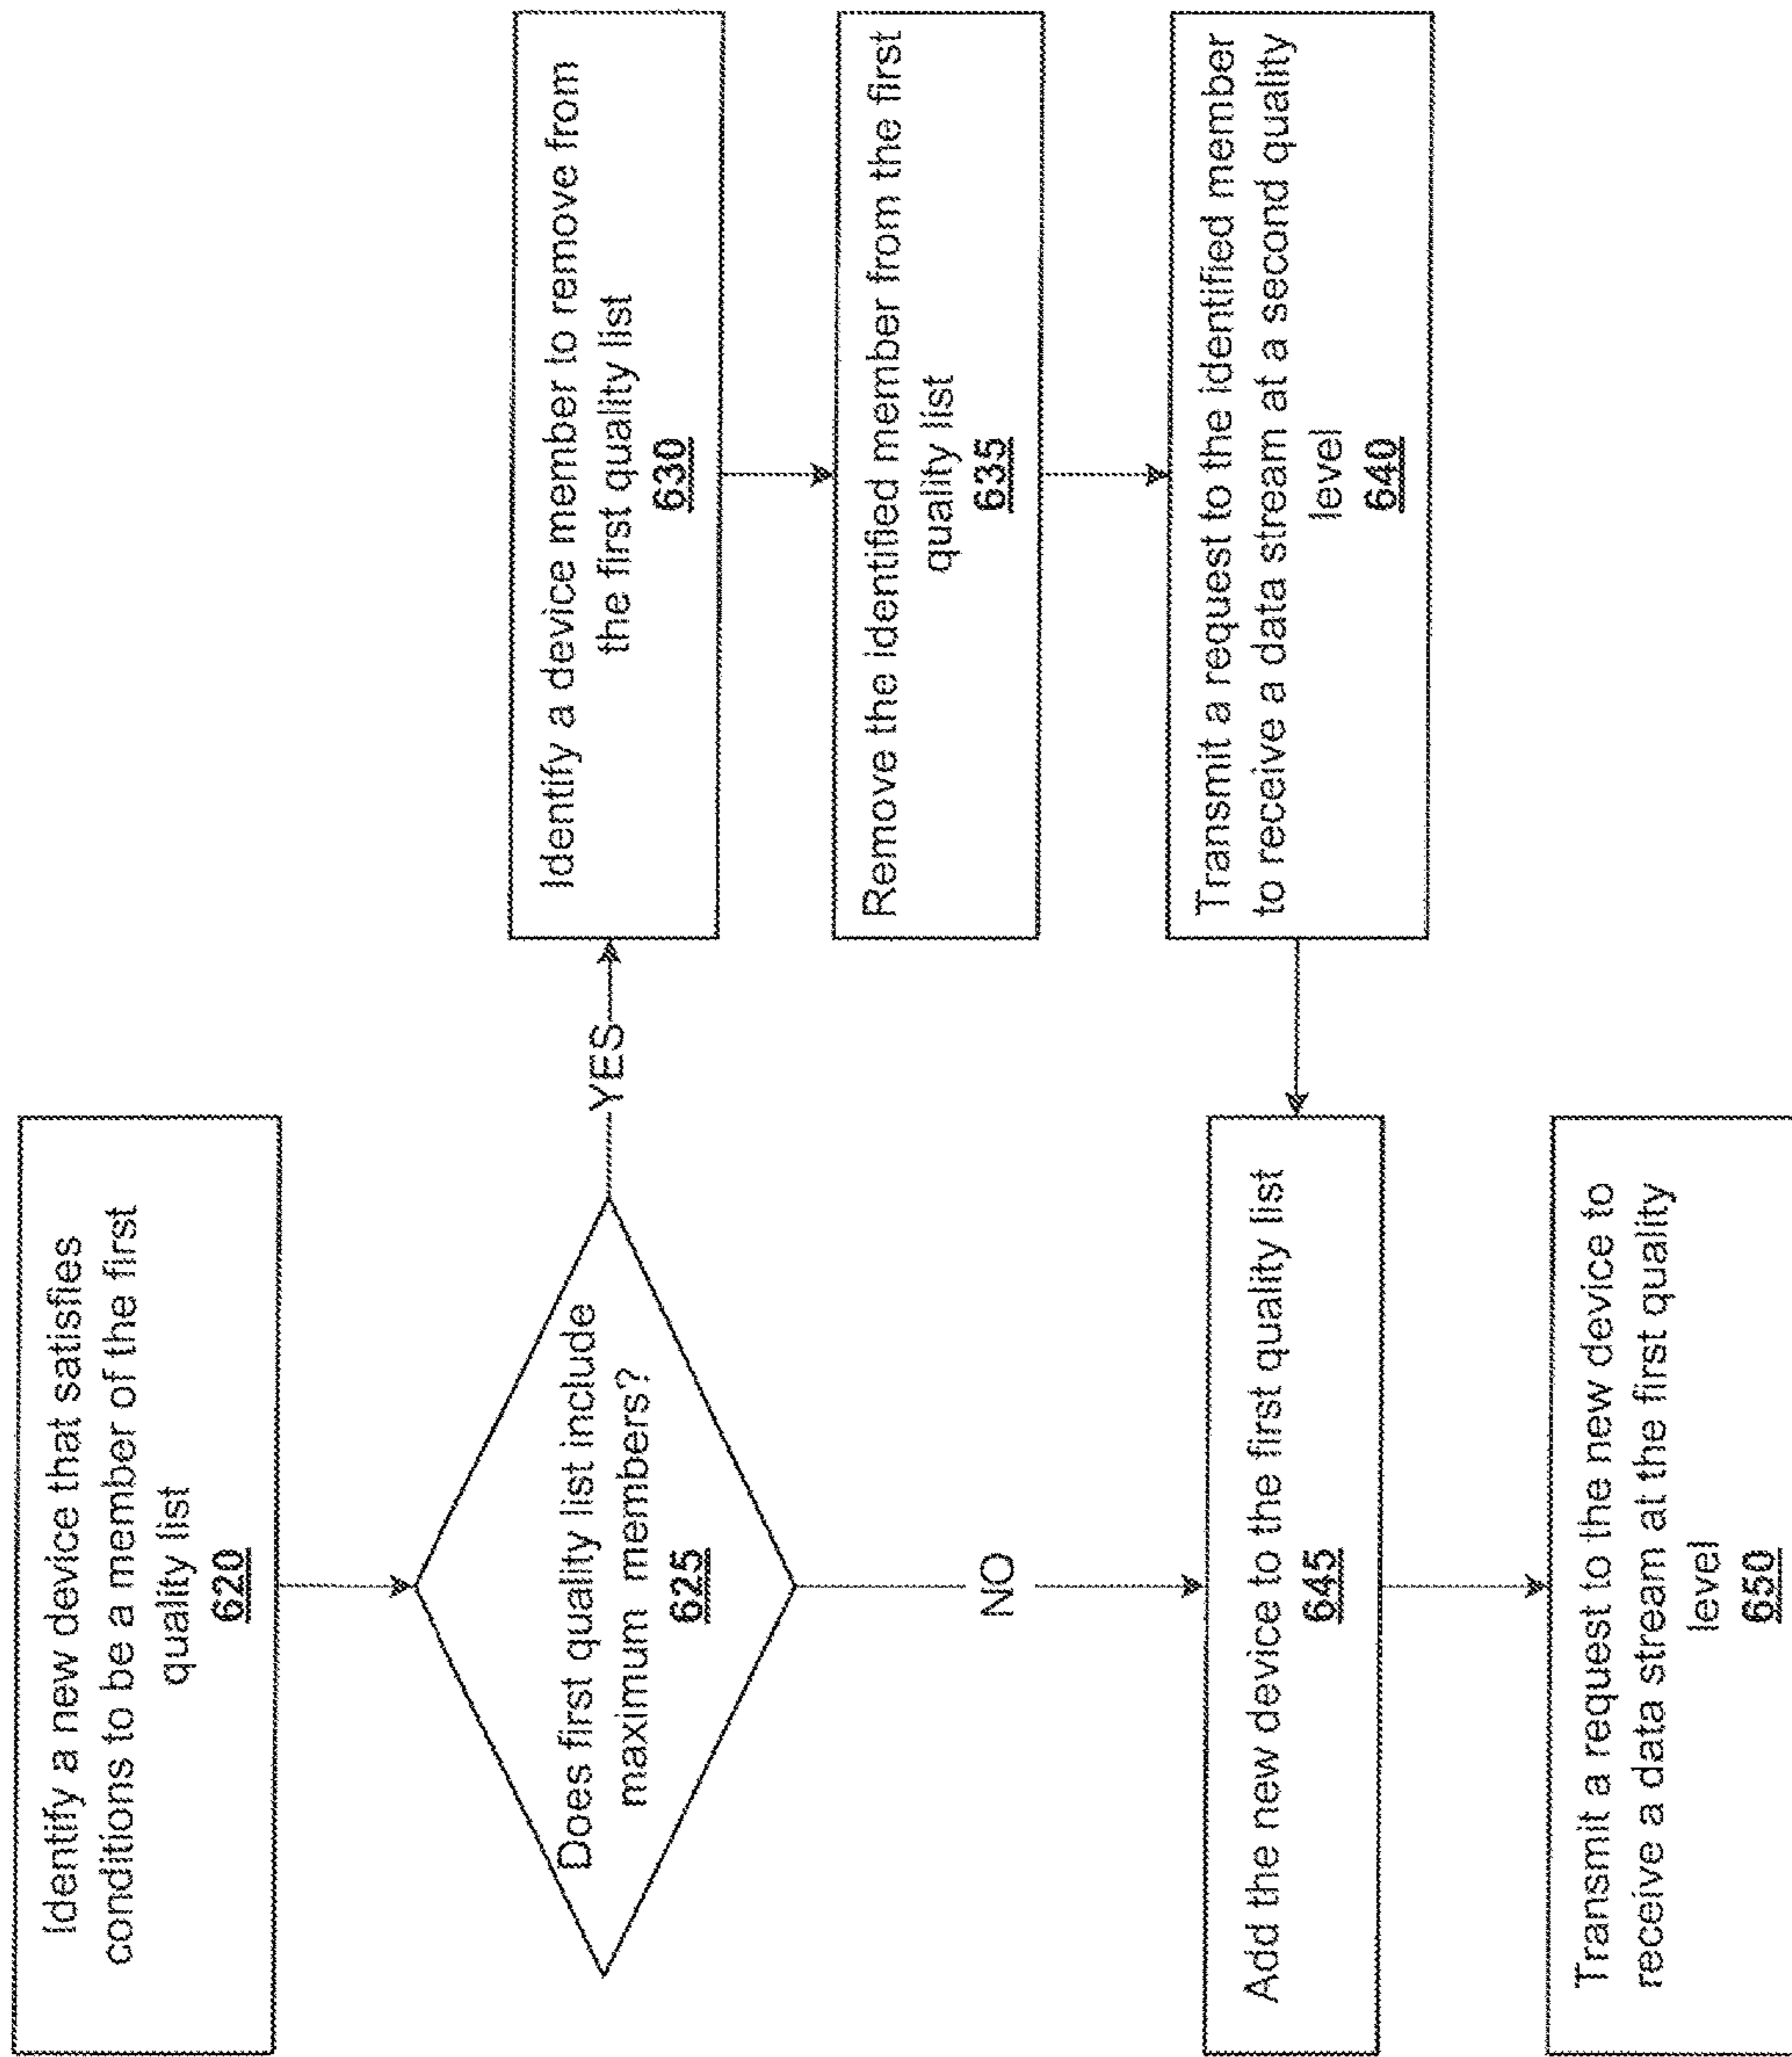 Identify a new device that satisfies
conditions to be a member of the first
quality list
620
Does first quality list include
maximum members?
625
YES
Identify a device member to remove from
the first quality list
630
Remove the identified member from the first
quality list
635
Transmit a request to the identified member
to receive a data stream at a second quality
level
640
NO
Add the new device to the first quality list
645
Transmit a request to the new device to
receive a data stream at the first quality
level
650